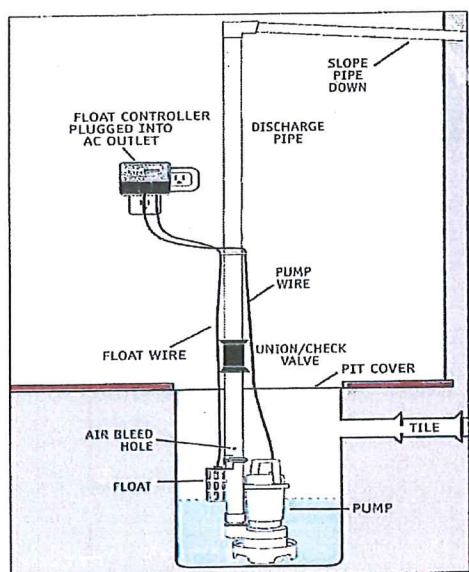 SLOPE
PIPE
DOWN
FLOAT CONTROLLER
PLUGGED INTO
AC OUTLET
DISCHARGE
PIPE
PUMP
WIRE
FLOAT WIRE
UNION/CHECK
VALVE
PIT COVER
AIR BLEED
HOLE
TILE
FLOAT
PUMP